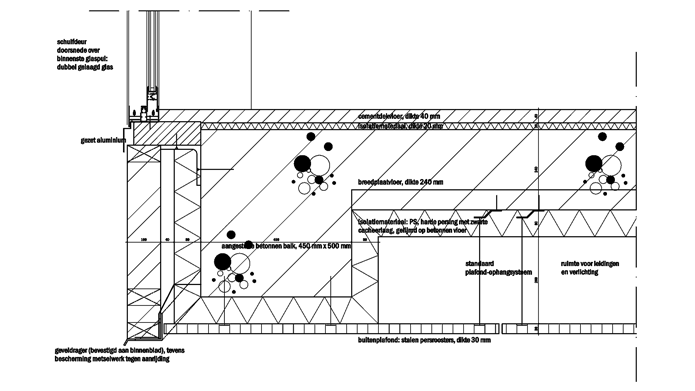 schuifdeur
doorsnede over
binnenste glaspui:
dubbel gelaagd glas
cementdekvloer, dikte 40 mm
isolatiemateriaal, dikte 20 mm
gezet aluminium
breedplaatvloer, dikte 240 mm
isolatiemateriaal: PS, harde persing met zwarte
cacheerlaag, gelijmd op betonnen vloer
aangestorte betonnen balk, 450 mm x 500 mm
standaard
plafond-ophangsysteem
ruimte voor leidingen
en verlichting
buitenplafond: stalen persroosters, dikte 30 mm
geveldrager (bevestigd aan binnenblad), tevens
bescherming metselwerk tegen aanrijding